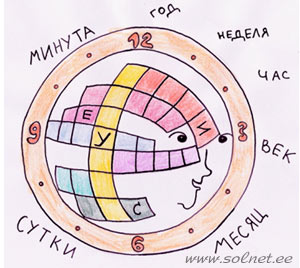 ГОД
МИНУТА
НЕДЕЛЯ
12
ЧАС
Е
И
9
У
3
ВЕК
С
СУТКИ
6
МЕСЯЦ
www.solnet.ee